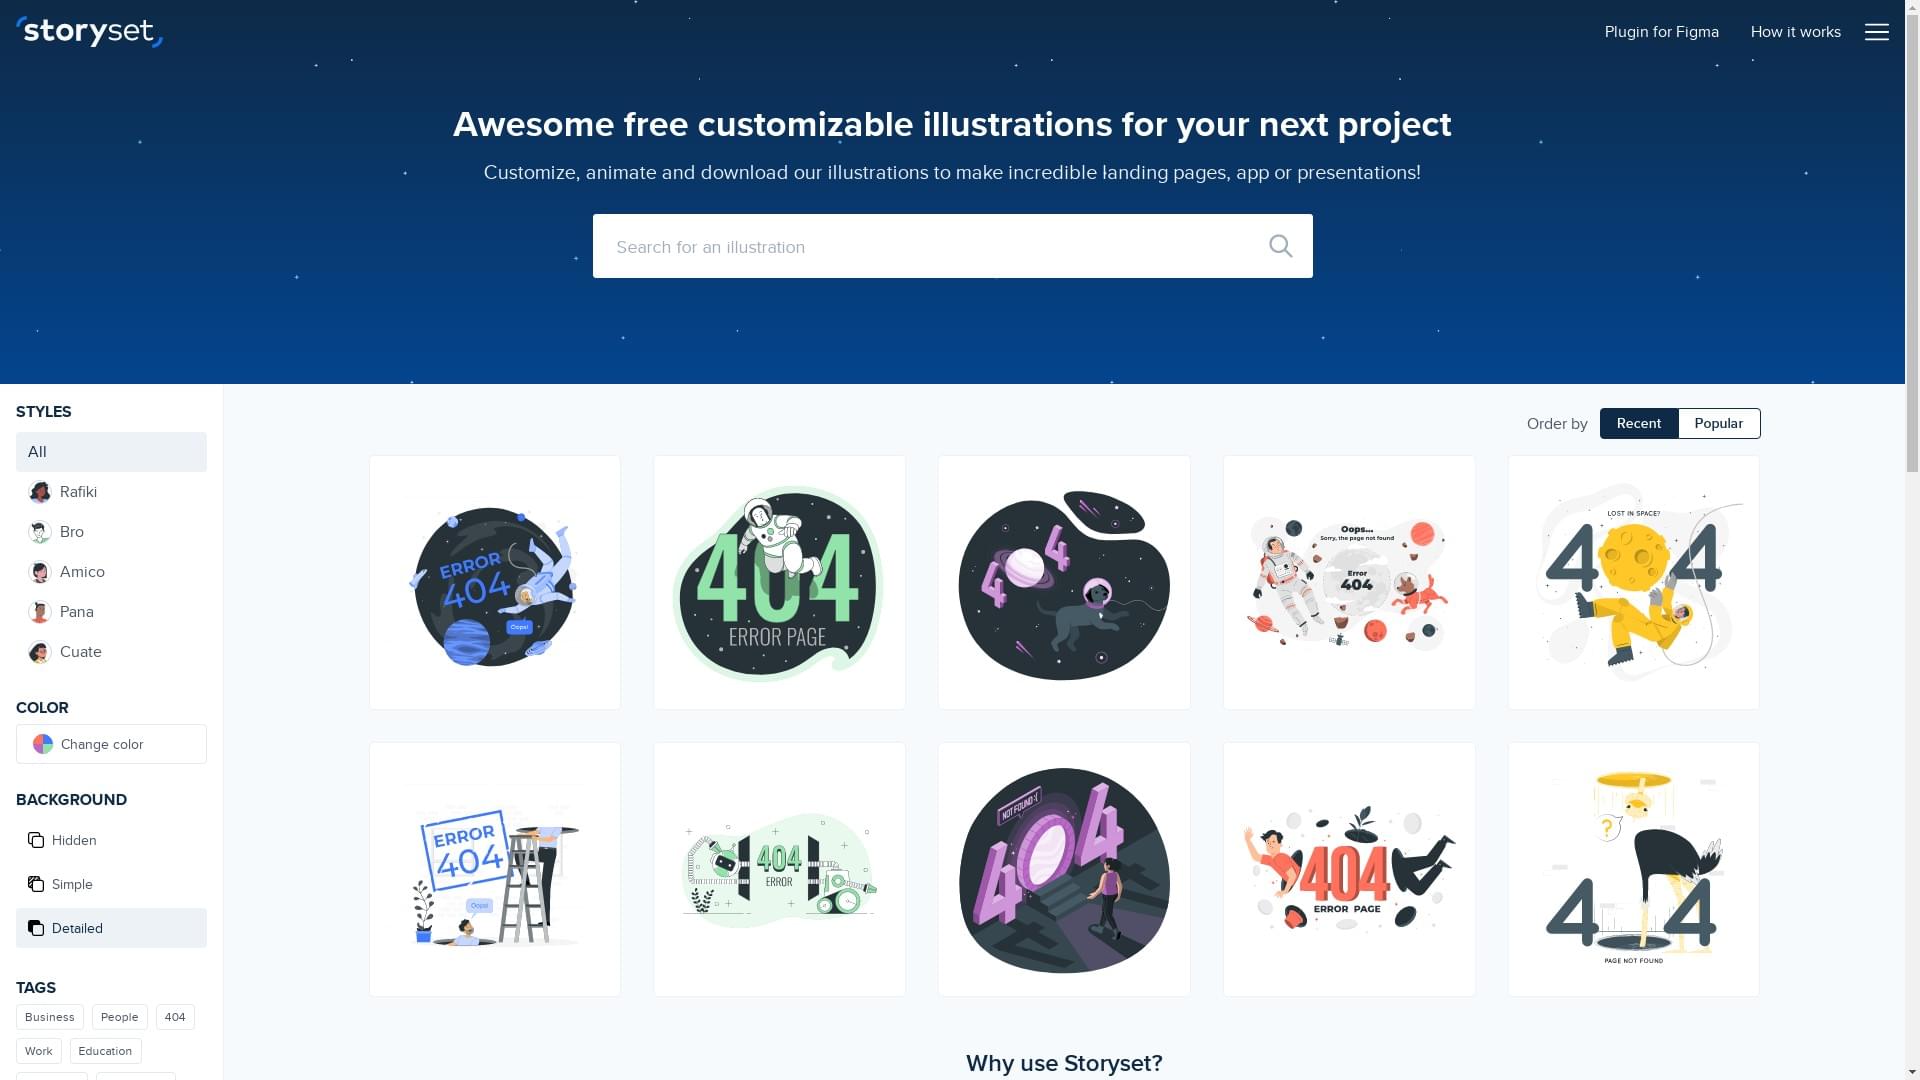 storyset
Plugin for Figma
How it works
Awesome free customizable illustrations for your next project
Customize, animate and download our illustrations to make incredible landing pages, app or presentations!
Search for an illustration
STYLES
All
Rafiki
Bro
Amico
Pana
Cuate
COLOR
Change color
BACKGROUND
Hidden
Simple
Detailed
TAGS
Business
People
404
Work
Education
Order by
Recent
Popular
ERROR
404
Oops!
404
ERROR PAGE
4 4
Oops...
Sorry, the page not found
Error
404
LOST IN SPACE?
4 4
ERROR
404
Oops!
404
ERROR
NOT FOUND :(
404
404
ERROR PAGE
?
4 4
PAGE NOT FOUND
Why use Storyset?